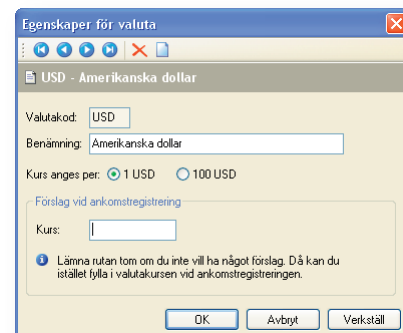 Egenskaper för valuta
USD - Amerikanska dollar
Valutakod: USD
Benämning: Amerikanska dollar
Kurs anges per: 1 USD 100 USD
Förslag vid ankomstregistrering
Kurs:
Lämna rutan tom om du inte vill ha något förslag. Då kan du
istället fylla i valutakursen vid ankomstregistreringen.
OK Avbryt Verkställ